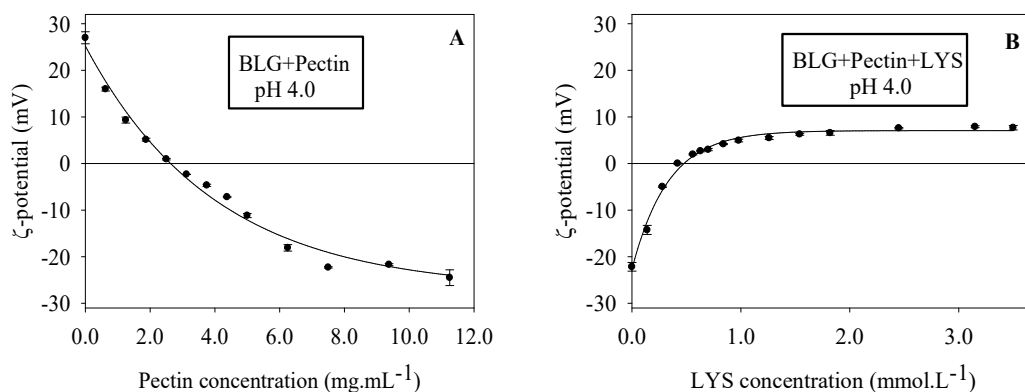 A
BLG+Pectin
pH 4.0
ζ-potential (mV)
30
20
10
0
-10
-20
-30
0.0 2.0 4.0 6.0 8.0 10.0 12.0
Pectin concentration (mg.mL-1)
B
BLG+Pectin+LYS
pH 4.0
ζ-potential (mV)
30
20
10
0
-10
-20
-30
0.0 1.0 2.0 3.0
LYS concentration (mmol.L-1)